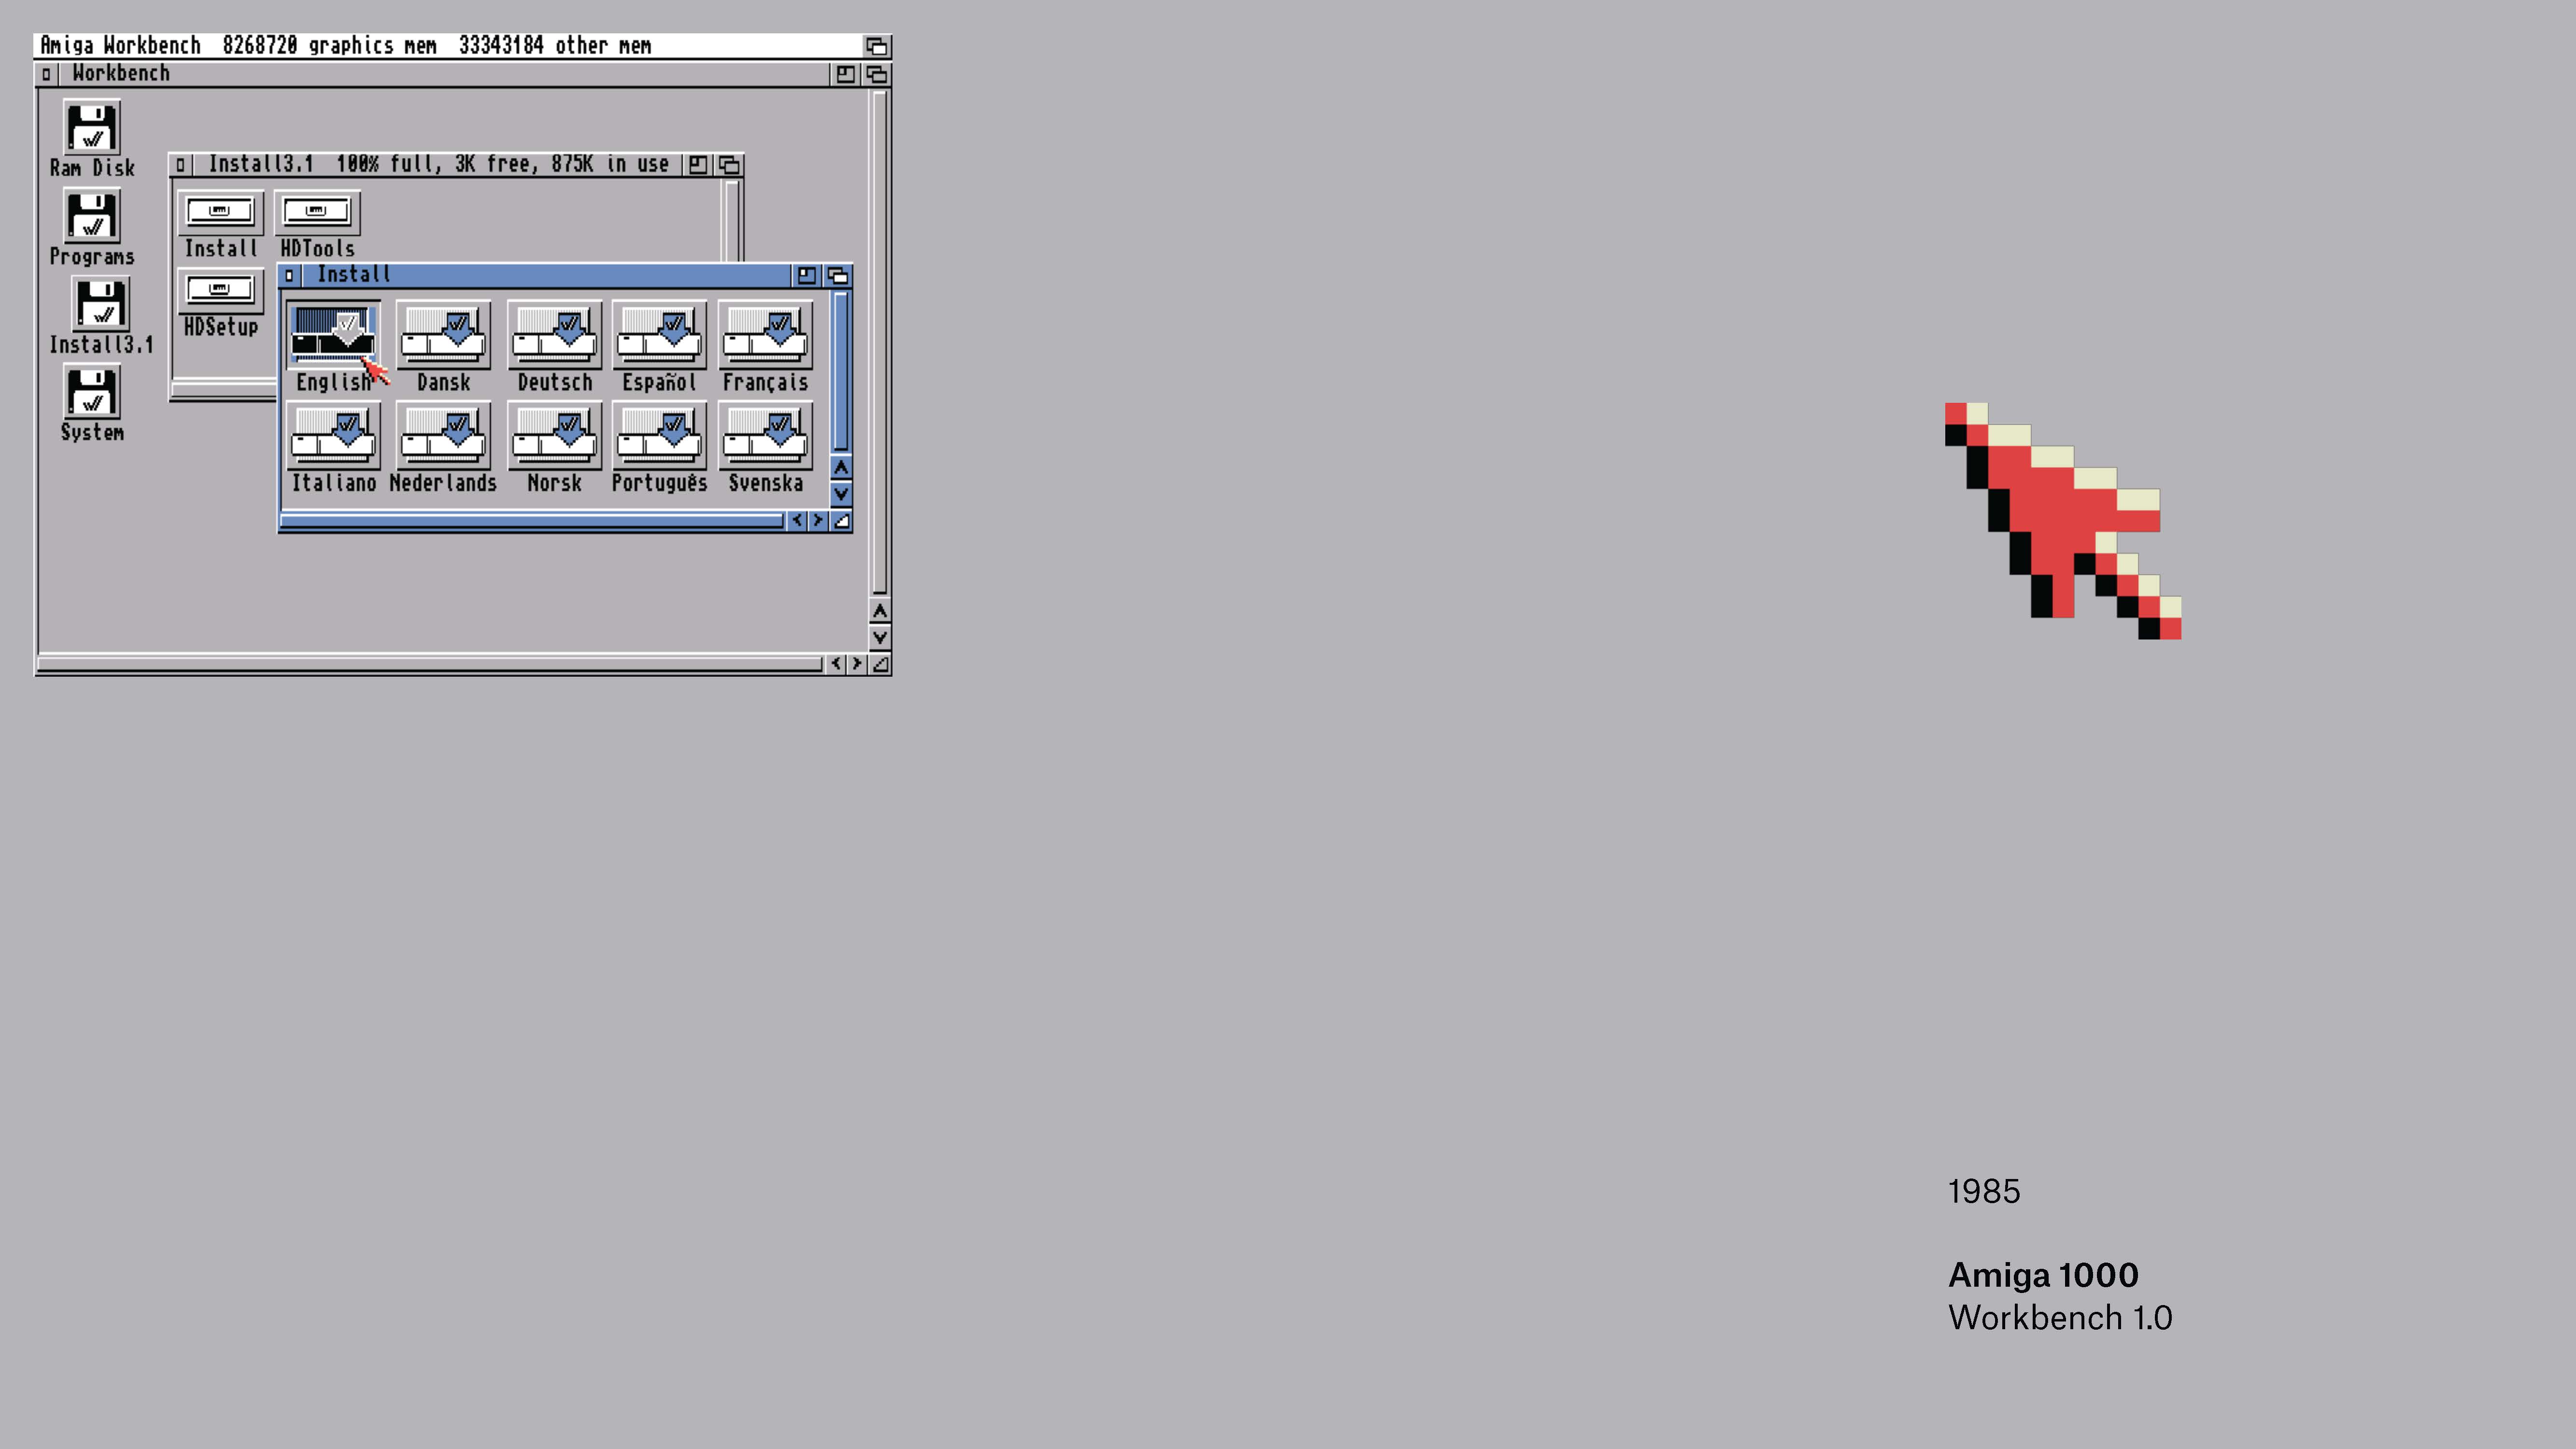 Amiga Workbench 8268720 graphics mem 33343184 other mem
Workbench
Ram Disk
Programs
Install3.1
System
Install3.1 100% full, 3K free, 875K in use
Install HDTools
HDSetup
Install
English Dansk Deutsch Español Français
Italiano Nederlands Norsk Português Svenska
1985
Amiga 1000
Workbench 1.0